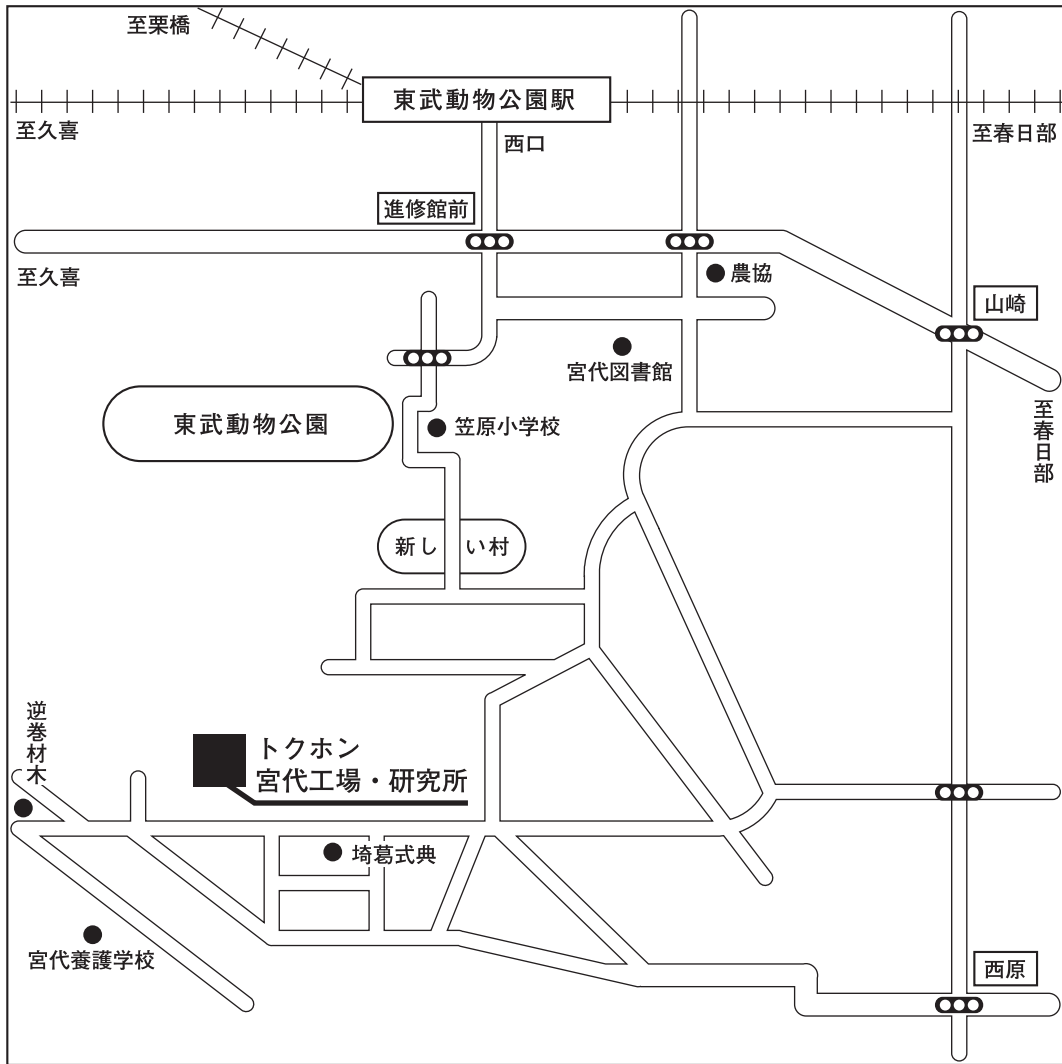 至栗橋
東武動物公園駅
至久喜
西口
至春日部
進修館前
至久喜
農協
山崎
宮代図書館
東武動物公園
笠原小学校
至春日部
新しい村
逆巻材木
トクホン
宮代工場・研究所
埼葛式典
宮代養護学校
西原